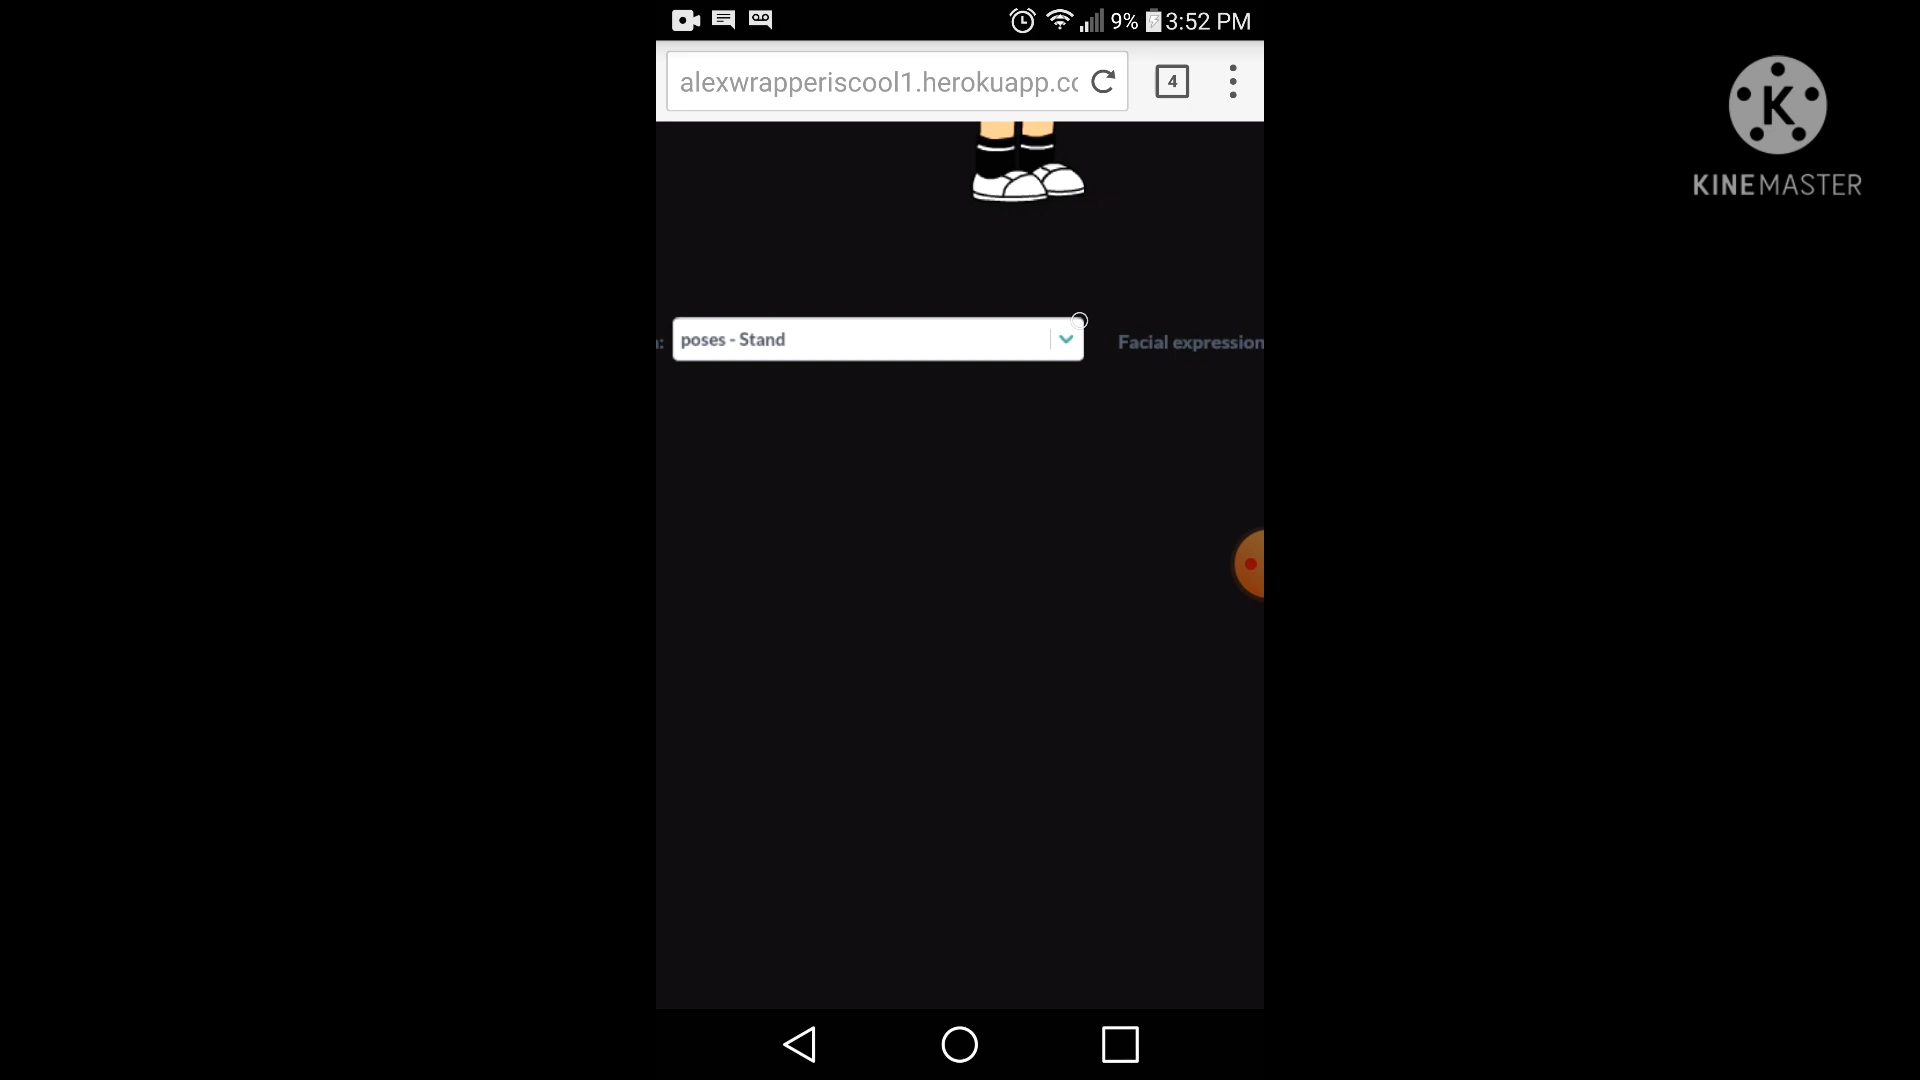 9% 3:52 PM
alexwrapperiscool1.herokuapp.cc
4
K
KINEMASTER
poses - Stand
Facial expression